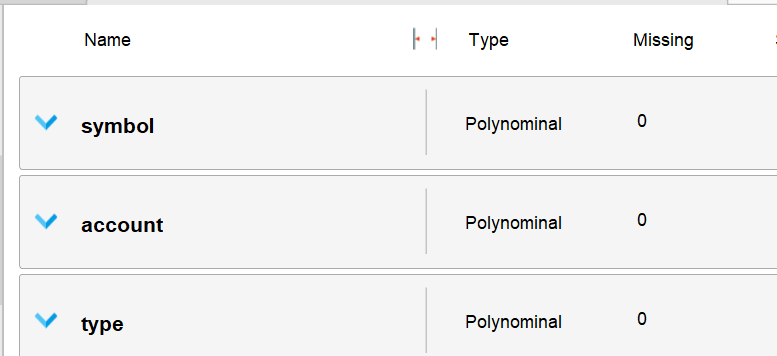 Name Type Missing
symbol Polynominal 0
account Polynominal 0
type Polynominal 0